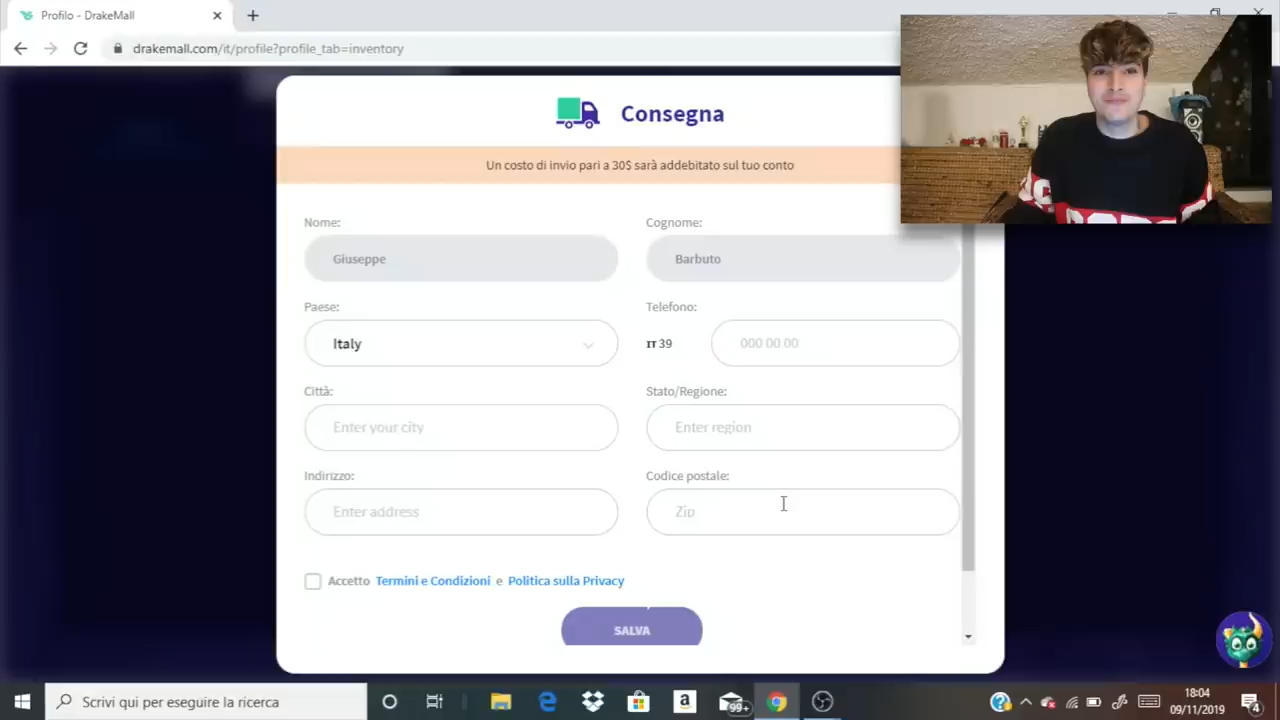 Profilo - DrakeMall
drakemall.com/it/profile?profile_tab=inventory
Consegna
Un costo di invio pari a 30$ sarà addebitato sul tuo conto
Nome:
Cognome:
Giuseppe
Barbuto
Paese:
Telefono:
Italy
IT 39
000 00 00
Città:
Stato/Regione:
Enter your city
Enter region
Indirizzo:
Codice postale:
Enter address
Zip
Accetto Termini e Condizioni e Politica sulla Privacy
SALVA
Scrivi qui per eseguire la ricerca
99+
18:04
09/11/2019
4